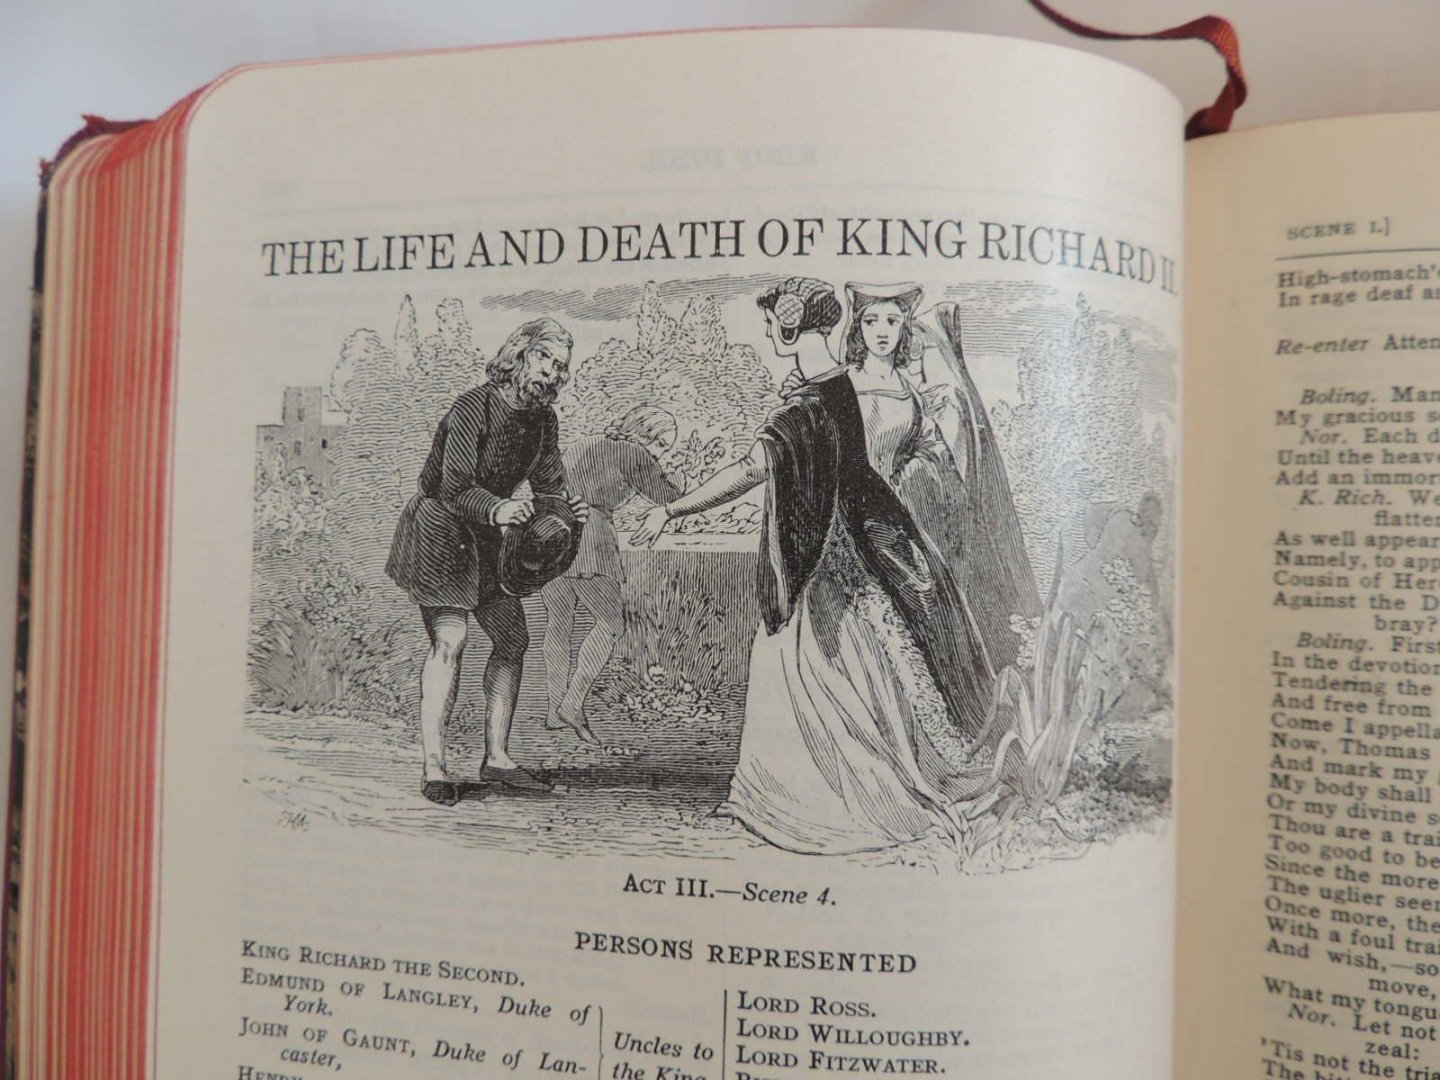 THE LIFE AND DEATH OF KING RICHARD II.
ACT III.—Scene 4.
PERSONS REPRESENTED
KING RICHARD THE SECOND.
EDMUND OF LANGLEY, Duke of
York.
JOHN OF GAUNT, Duke of Lan-
caster,
HENRY
Uncles to
the King
LORD ROSS.
LORD WILLOUGHBY.
LORD FITZWATER.
SCENE I.]
High-stomach'd
In rage deaf as
Re-enter Atten
Boling. Man
My gracious so
Nor. Each d
Until the heave
Add an immort
K. Rich. We
flatter
As well appear
Namely, to app
Cousin of Here
Against the D
bray?
Boling. First
In the devotion
Tendering the
And free from
Come I appella
Now, Thomas
And mark my
My body shall
Or my divine so
Thou are a trai
Too good to be
Since the more
The uglier seem
Once more, the
With a foul trai
And wish,—so
move,
What my tongu
Nor. Let not
zeal:
'Tis not the tria